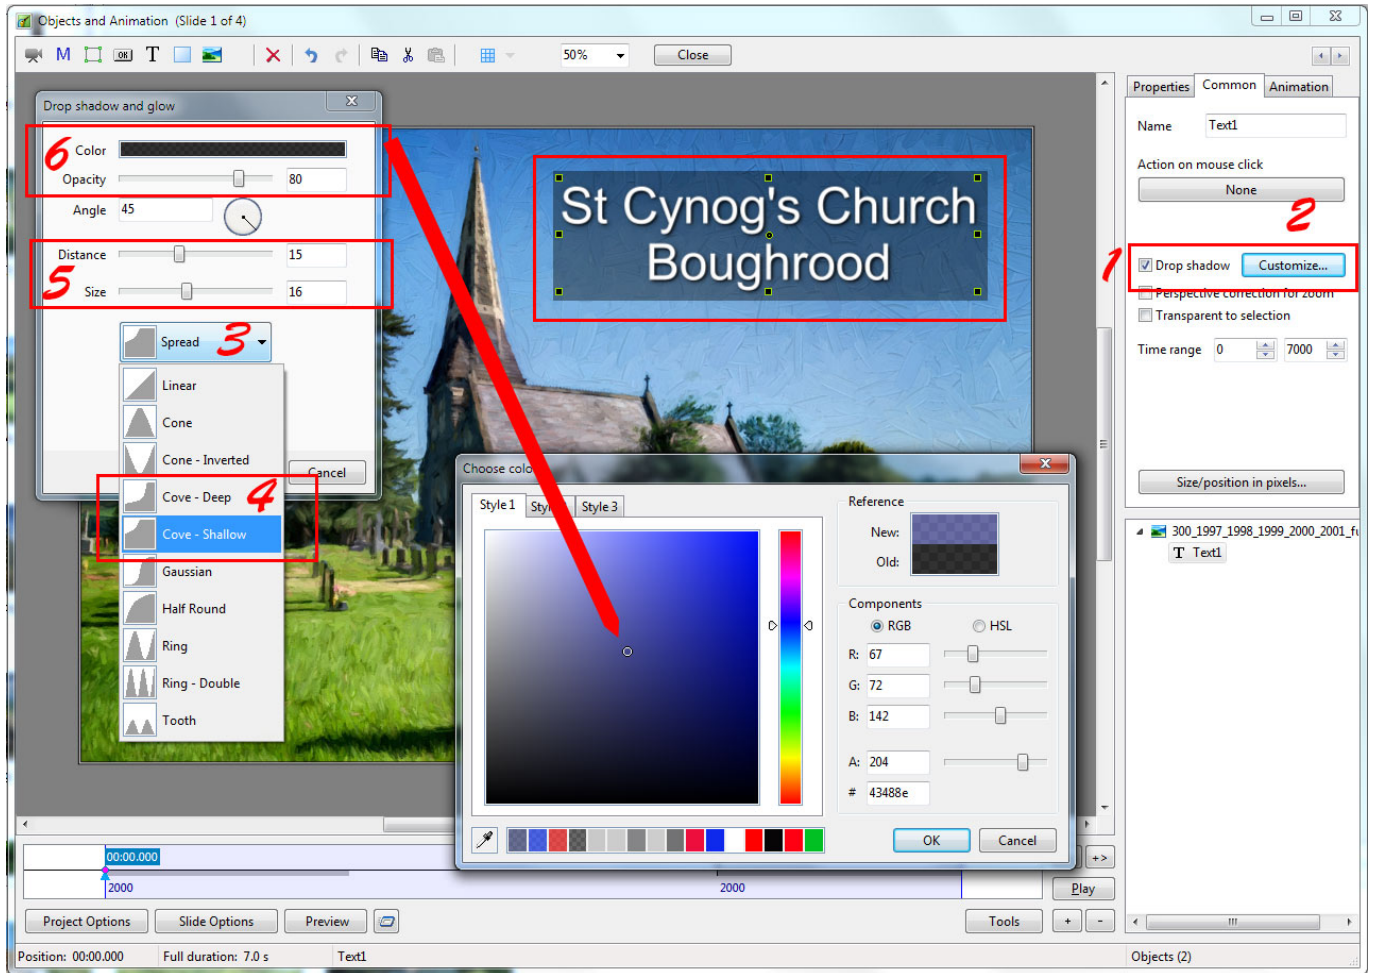 Objects and Animation (Slide 1 of 4)
M OK T 50% Close
Drop shadow and glow
6
Color
Opacity 80
Angle 45
Distance 15
5
Size 16
Spread 3
Linear
Cone
Cone - Inverted
Cove - Deep 4
Cove - Shallow
Gaussian
Half Round
Ring
Ring - Double
Tooth
Cancel
St Cynog's Church
Boughrood
Properties Common Animation
Name Text1
Action on mouse click
None
2
1
Drop shadow Customize...
Perspective correction for zoom
Transparent to selection
Time range 0 7000
Size/position in pixels...
300_1997_1998_1999_2000_2001_fu
T Text1
Choose colo
Style 1 Sty Style 3
Reference
New:
Old:
Components
RGB HSL
R: 67
G: 72
B: 142
A: 204
# 43488e
OK Cancel
00:00.000
2000 2000
+>
Play
Project Options Slide Options Preview Tools + -
Position: 00:00.000 Full duration: 7.0 s Text1 Objects (2)